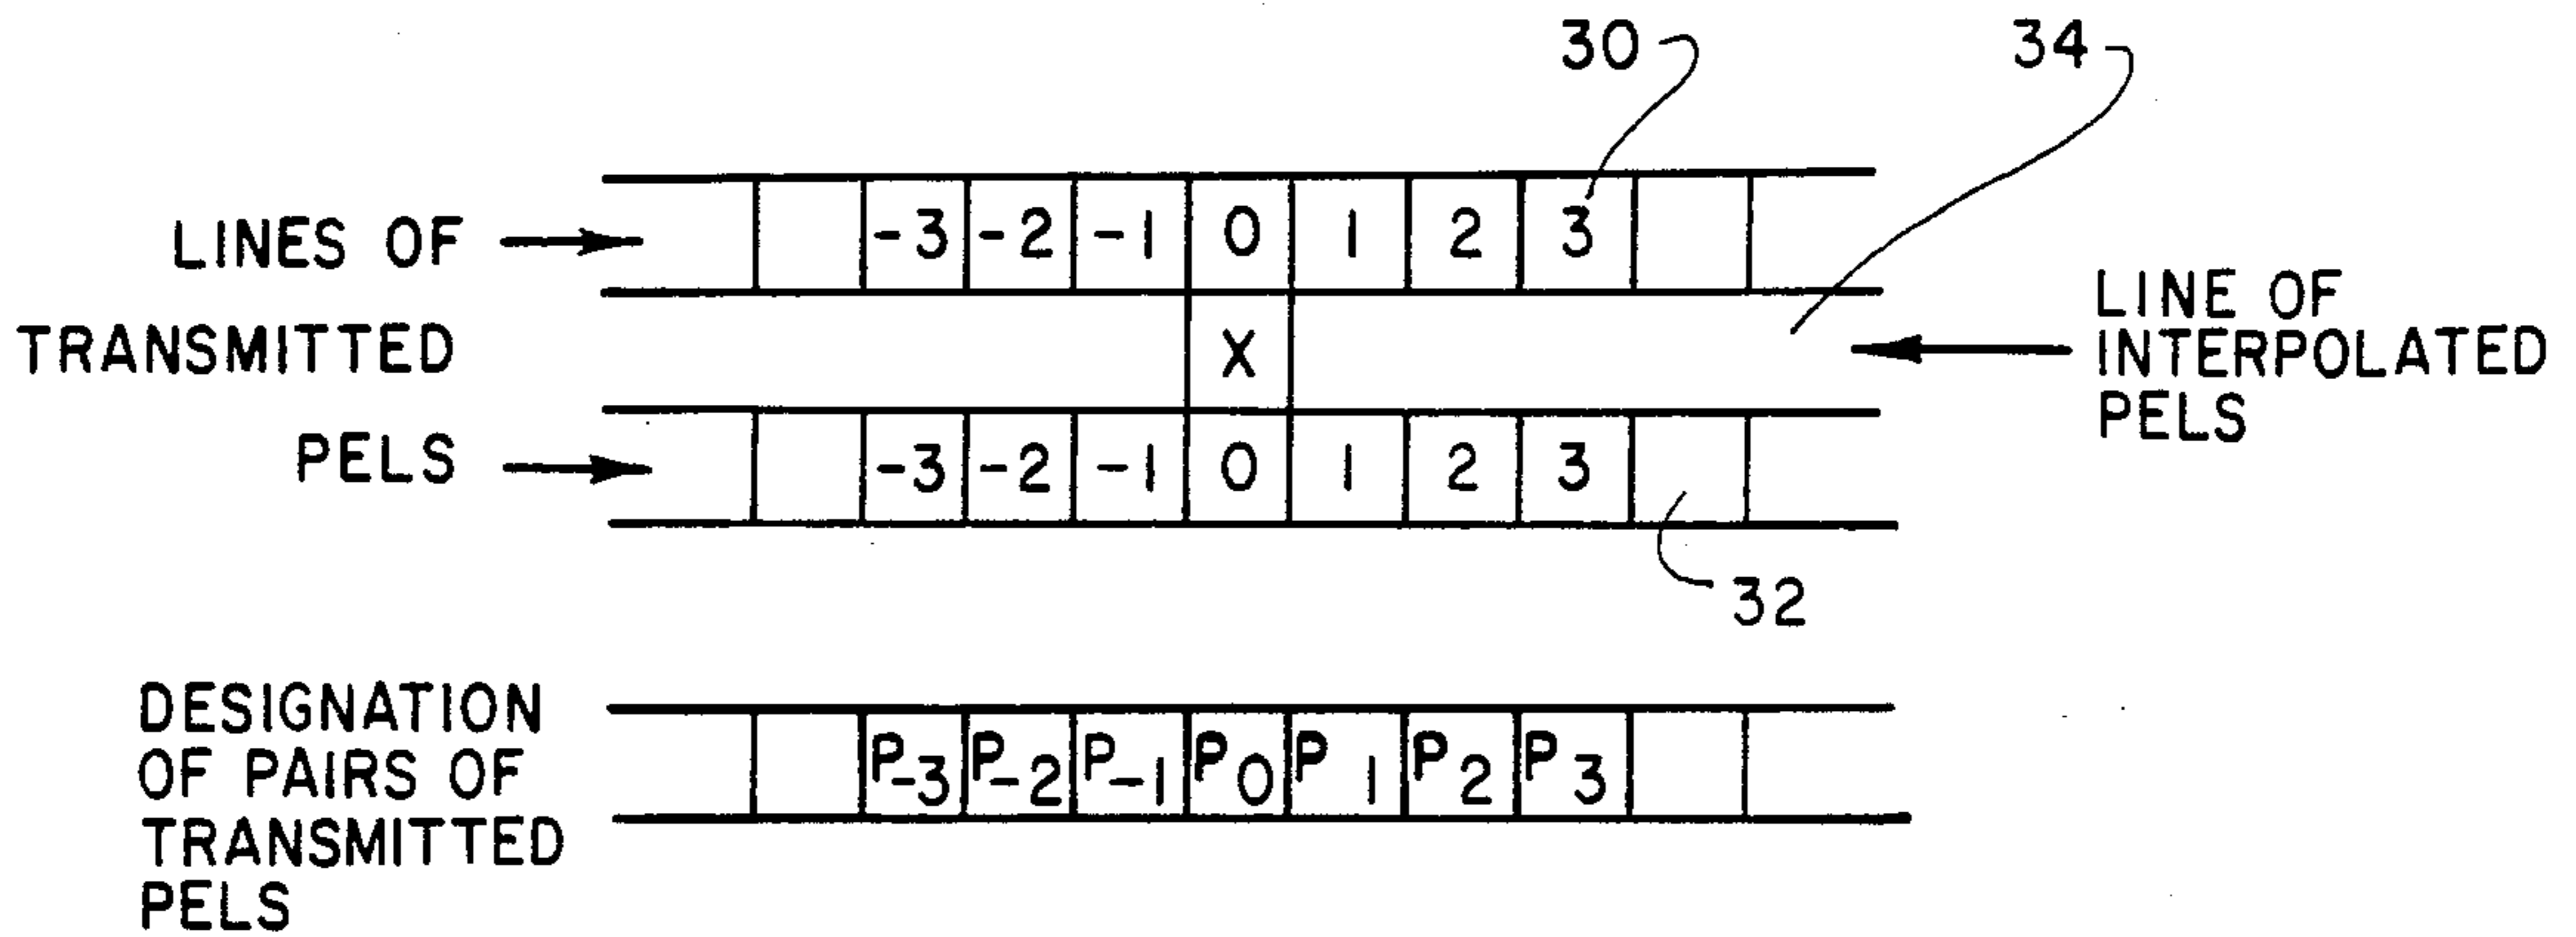 30
34
LINES OF
-3 -2 -1 0 1 2 3
TRANSMITTED
X
LINE OF
INTERPOLATED
PELS
PELS
-3 -2 -1 0 1 2 3
32
DESIGNATION
OF PAIRS OF
TRANSMITTED
PELS
P-3 P-2 P-1 P0 P1 P2 P3